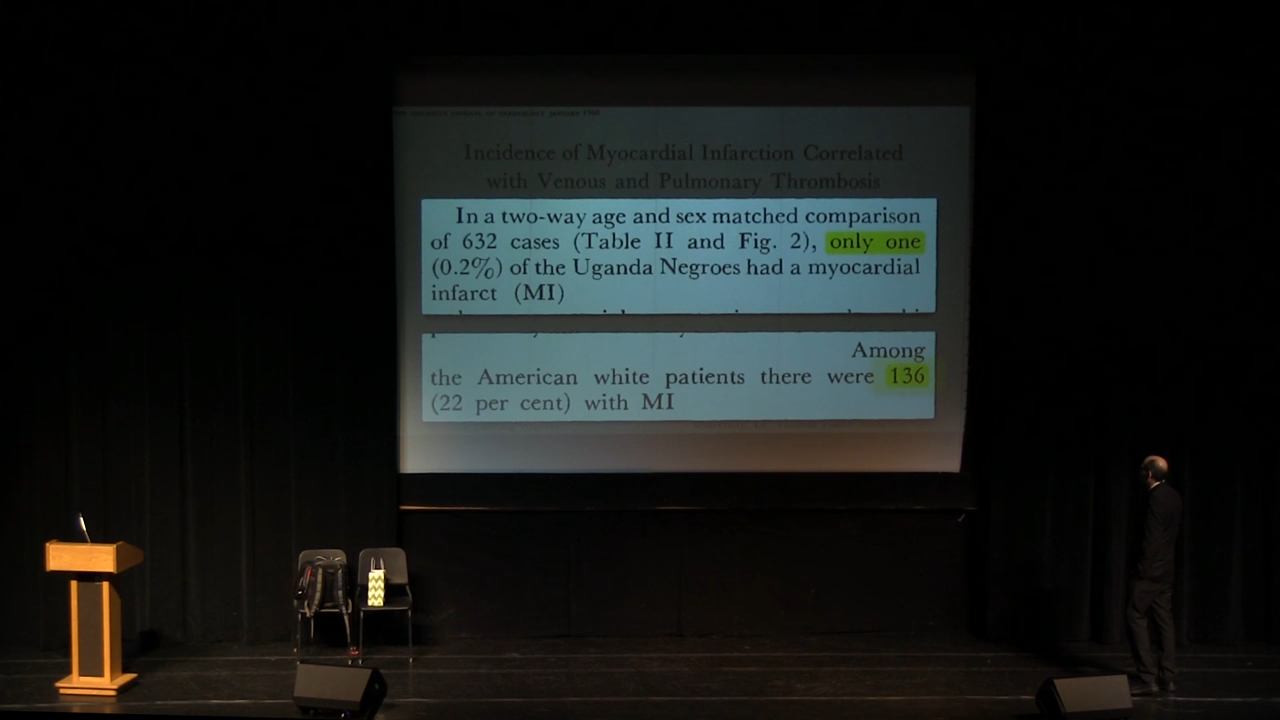 Incidence of Myocardial Infarction Correlated
with Venous and Pulmonary Thrombosis
In a two-way age and sex matched comparison
of 632 cases (Table II and Fig. 2), only one
(0.2%) of the Uganda Negroes had a myocardial
infarct (MI)
Among
the American white patients there were 136
(22 per cent) with MI